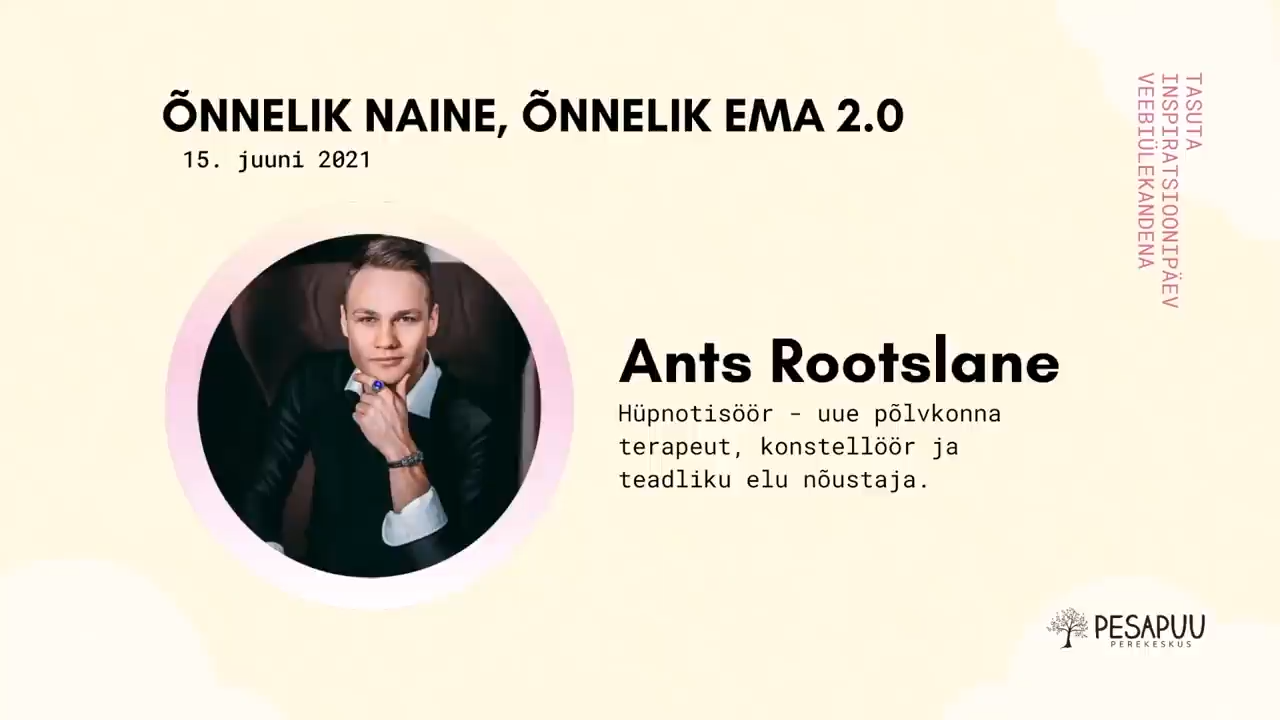 ÕNNELIK NAINE, ÕNNELIK EMA 2.0
15. juuni 2021
TASUTA
INSPIRATSIOONIPÄEV
VEEBIÜLEKANDENA
Ants Rootslane
Hüpnotisöör - uue põlvkonna
terapeut, konstellöör ja
teadliku elu nõustaja.
PESAPUU
PEREKESKUS